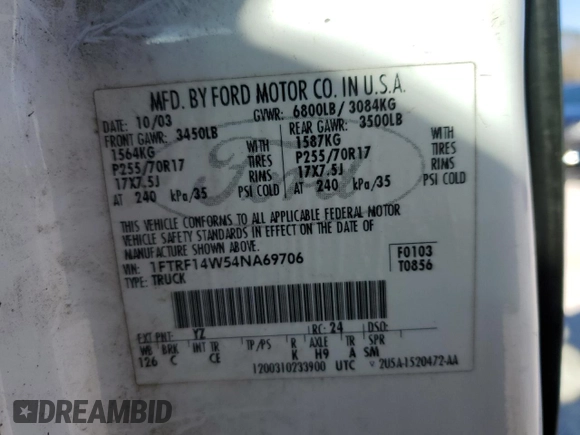 MFD. BY FORD MOTOR CO. IN U.S.A.
DATE: 10/03 GVWR: 6800LB/ 3084KG
FRONT GAWR: 3450LB REAR GAWR: 3500LB
1564KG WITH 1587KG WITH
P255/70R17 TIRES P255/70R17 TIRES
17X7.5J RIMS 17X7.5J RIMS
AT 240 kPa/35 PSI COLD AT 240 kPa/35 PSI COLD
Ford
THIS VEHICLE CONFORMS TO ALL APPLICABLE FEDERAL MOTOR
VEHICLE SAFETY STANDARDS IN EFFECT ON THE DATE OF
MANUFACTURE SHOWN ABOVE.
VIN: 1FTRF14W54NA69706 F0103
TYPE: TRUCK T0856
EXT PNT: YZ RC: 24 DSO:
WB BRK INT TR TP/PS R AXLE TR SPR
126 C CE K H9 A SM
1200310233900 UTC 2U5A-1520472-AA
DREAMBID